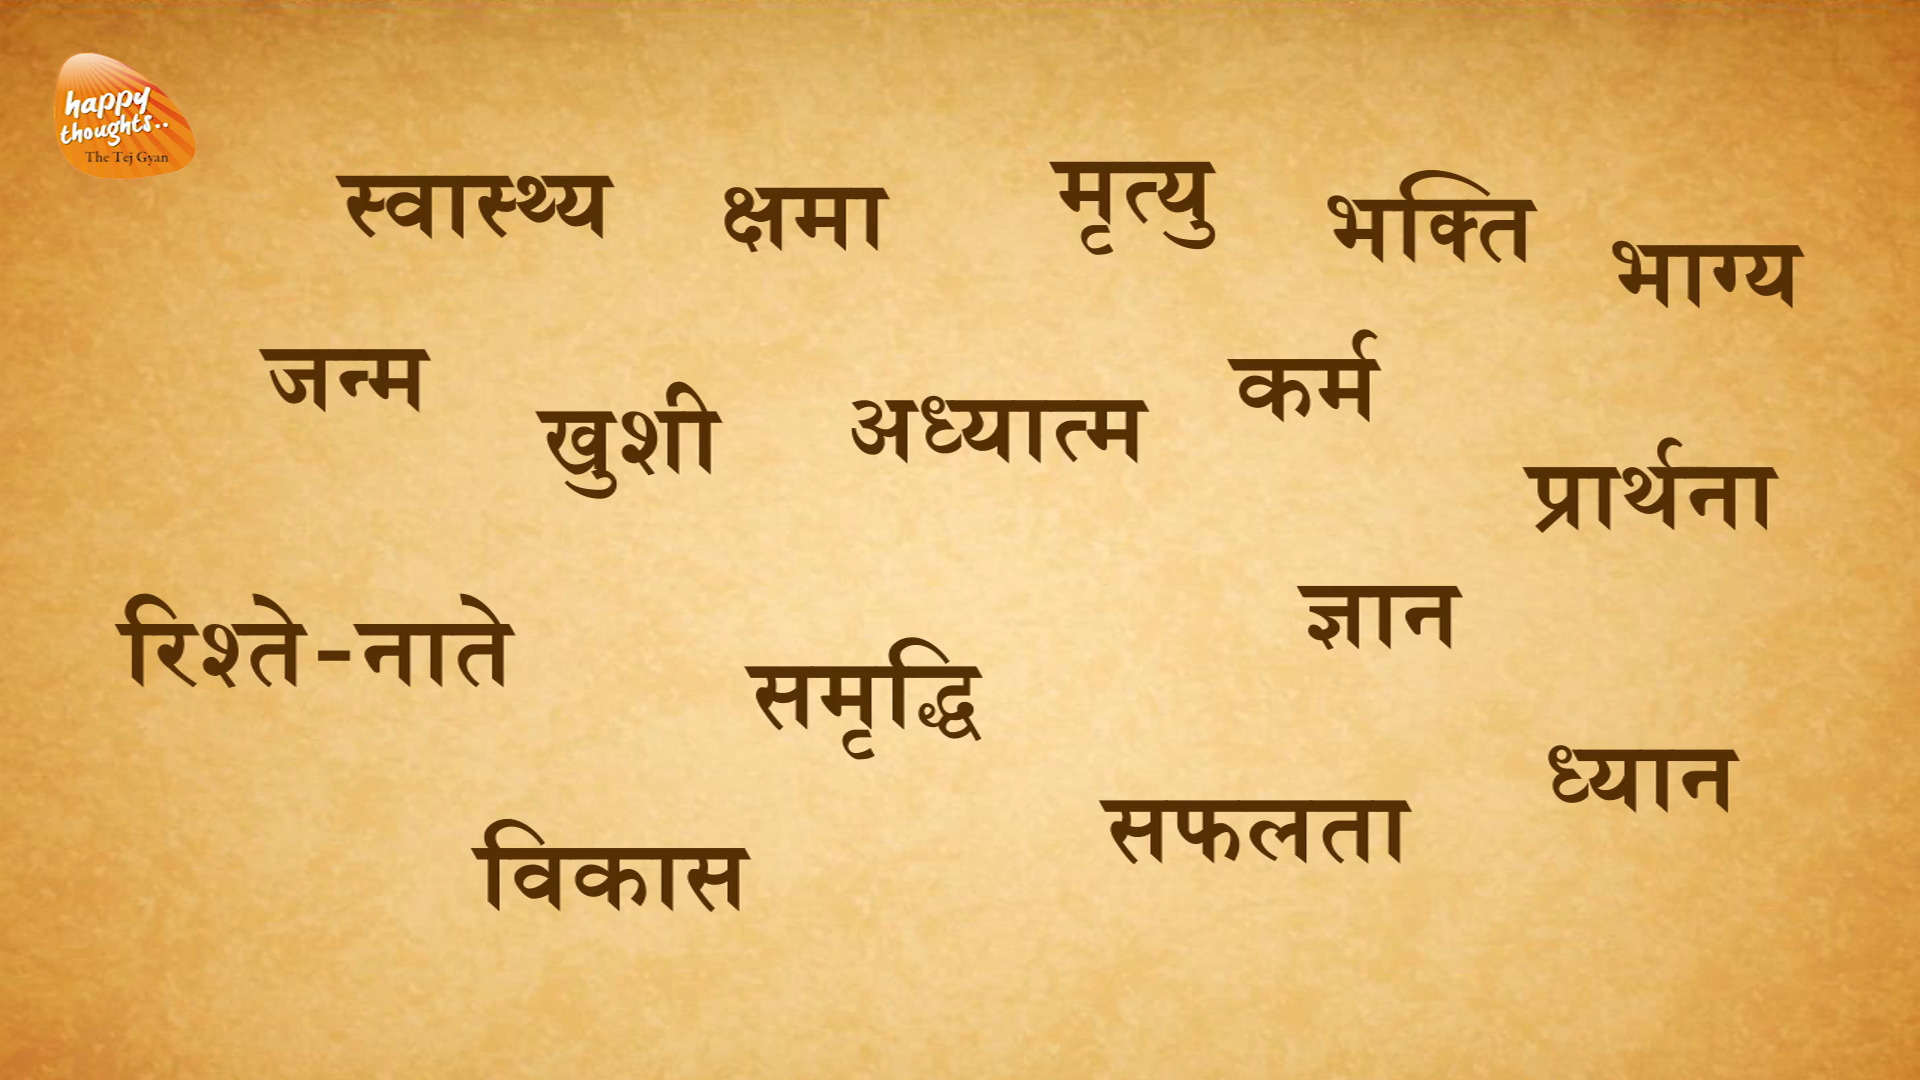 happy
thoughts..
The Tej Gyan
स्वास्थ्य क्षमा मृत्यु भक्ति भाग्य
जन्म खुशी अध्यात्म कर्म
प्रार्थना
रिश्ते-नाते समृद्धि ज्ञान
ध्यान
विकास सफलता